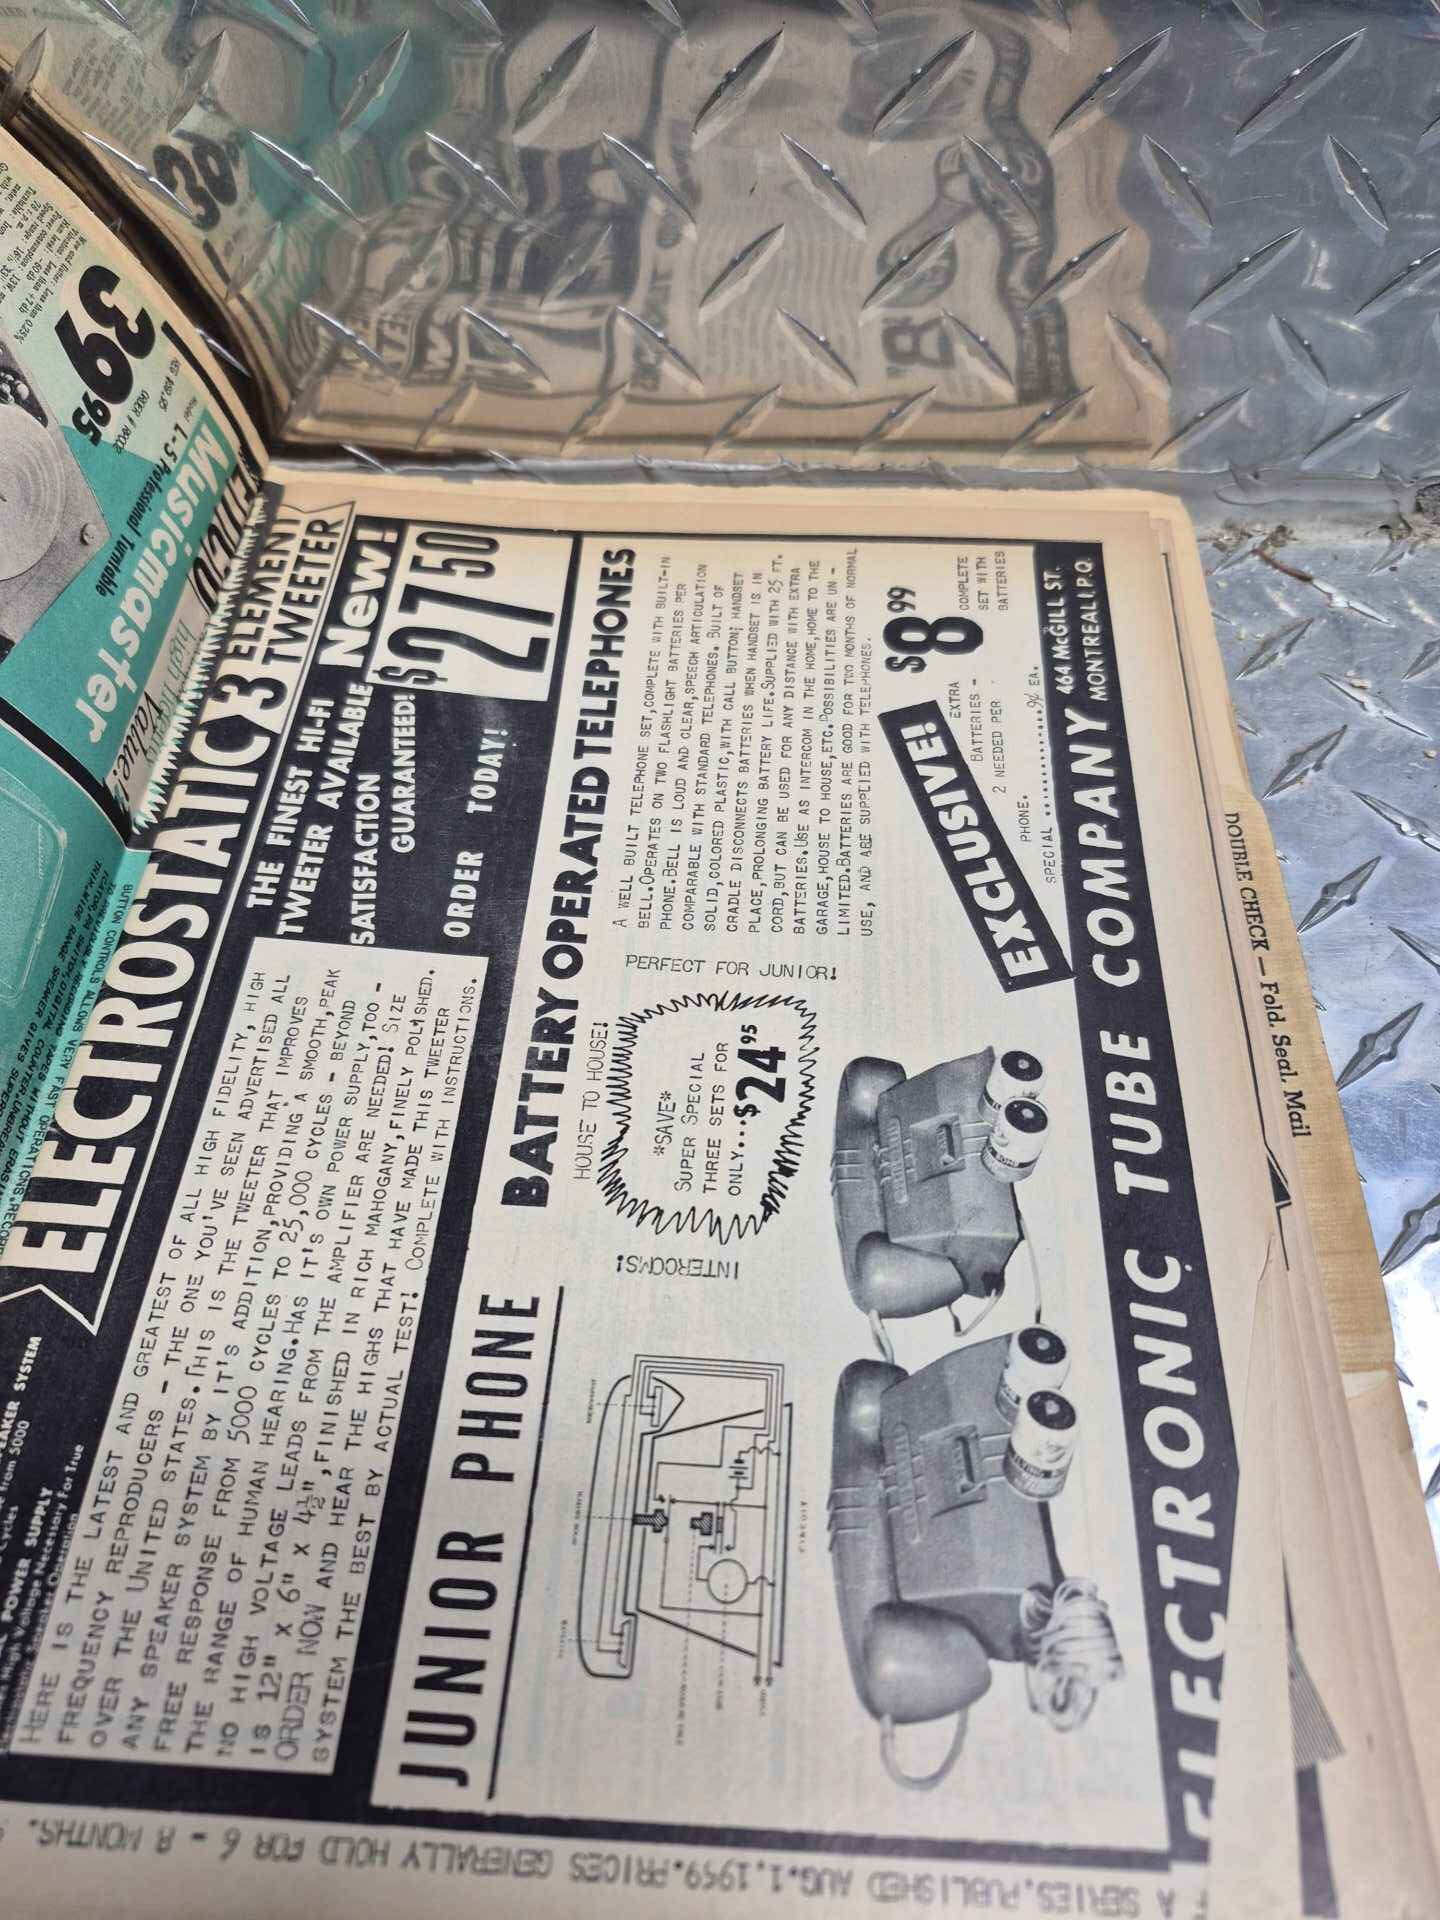 ELECTROSTATIC 3 ELEMENT TWEETER
THE FINEST HI-FI
TWEETER AVAILABLE
New!
SATISFACTION
GUARANTEED!
$27 50
ORDER TODAY!
HERE IS THE LATEST AND GREATEST OF ALL HIGH FIDELITY, HIGH
FREQUENCY REPRODUCERS - THE ONE YOU'VE SEEN ADVERTISED ALL
OVER THE UNITED STATES.THIS IS THE TWEETER THAT IMPROVES
ANY SPEAKER SYSTEM BY IT'S ADDITION,PROVIDING A SMOOTH,PEAK
FREE RESPONSE FROM 5000 CYCLES TO 25,000 CYCLES - BEYOND
THE RANGE OF HUMAN HEARING.HAS IT'S OWN POWER SUPPLY,TOO -
NO HIGH VOLTAGE LEADS FROM THE AMPLIFIER ARE NEEDED! SIZE
IS 12" X 6" X 4½",FINISHED IN RICH MAHOGANY,FINELY POLISHED.
ORDER NOW AND HEAR THE HIGHS THAT HAVE MADE THIS TWEETER
SYSTEM THE BEST BY ACTUAL TEST! COMPLETE WITH INSTRUCTIONS.
JUNIOR PHONE
BATTERY OPERATED TELEPHONES
HOUSE TO HOUSE!
PERFECT FOR JUNIOR!
INTERCOMS!
*SAVE*
SUPER SPECIAL
THREE SETS FOR
ONLY...$24 95
A WELL BUILT TELEPHONE SET,COMPLETE WITH BUILT-IN
BELL.OPERATES ON TWO FLASHLIGHT BATTERIES PER
PHONE.BELL IS LOUD AND CLEAR,SPEECH ARTICULATION
COMPARABLE WITH STANDARD TELEPHONES. BUILT OF
SOLID,COLORED PLASTIC,WITH CALL BUTTON; HANDSET
CRADLE DISCONNECTS BATTERIES WHEN HANDSET IS IN
PLACE,PROLONGING BATTERY LIFE.SUPPLIED WITH 25 FT.
CORD,BUT CAN BE USED FOR ANY DISTANCE WITH EXTRA
BATTERIES.USE AS INTERCOM IN THE HOME,HOME TO THE
GARAGE,HOUSE TO HOUSE,ETC.POSSIBILITIES ARE UN -
LIMITED.BATTERIES ARE GOOD FOR TWO MONTHS OF NORMAL
USE, AND ARE SUPPLIED WITH TELEPHONES.
EXCLUSIVE!
$8 99
COMPLETE
SET WITH
BATTERIES
EXTRA
BATTERIES -
2 NEEDED PER
PHONE.
SPECIAL
EA.
CIRCUIT
ELECTRONIC TUBE COMPANY
464 McGILL ST.
MONTREAL1.P.Q.
A SERIES.PUBLISHED AUG.1.1959.PRICES GENERALLY HOLD FOR 6 - 8 MONTHS.
DOUBLE CHECK — Fold. Seal. Mail
POWER SUPPLY
Musicmaster
L-5 Professional Turntable
39 95
Value!